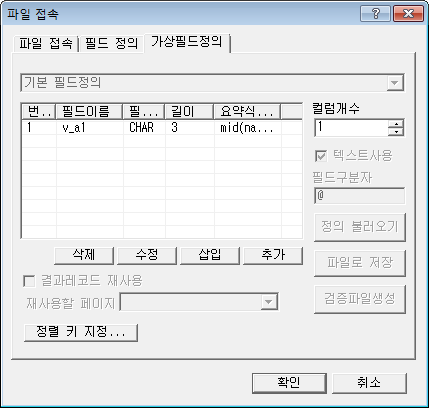 파일 접속
파일 접속 필드 정의 가상필드정의
기본 필드정의
번.. 필드이름 필... 길이 요약식...
1 v_a1 CHAR 3 mid(na...
컬럼개수
1
텍스트사용
필드구분자
@
정의 불러오기
파일로 저장
검증파일생성
삭제 수정 삽입 추가
결과레코드 재사용
재사용할 페이지
정렬 키 지정...
확인 취소